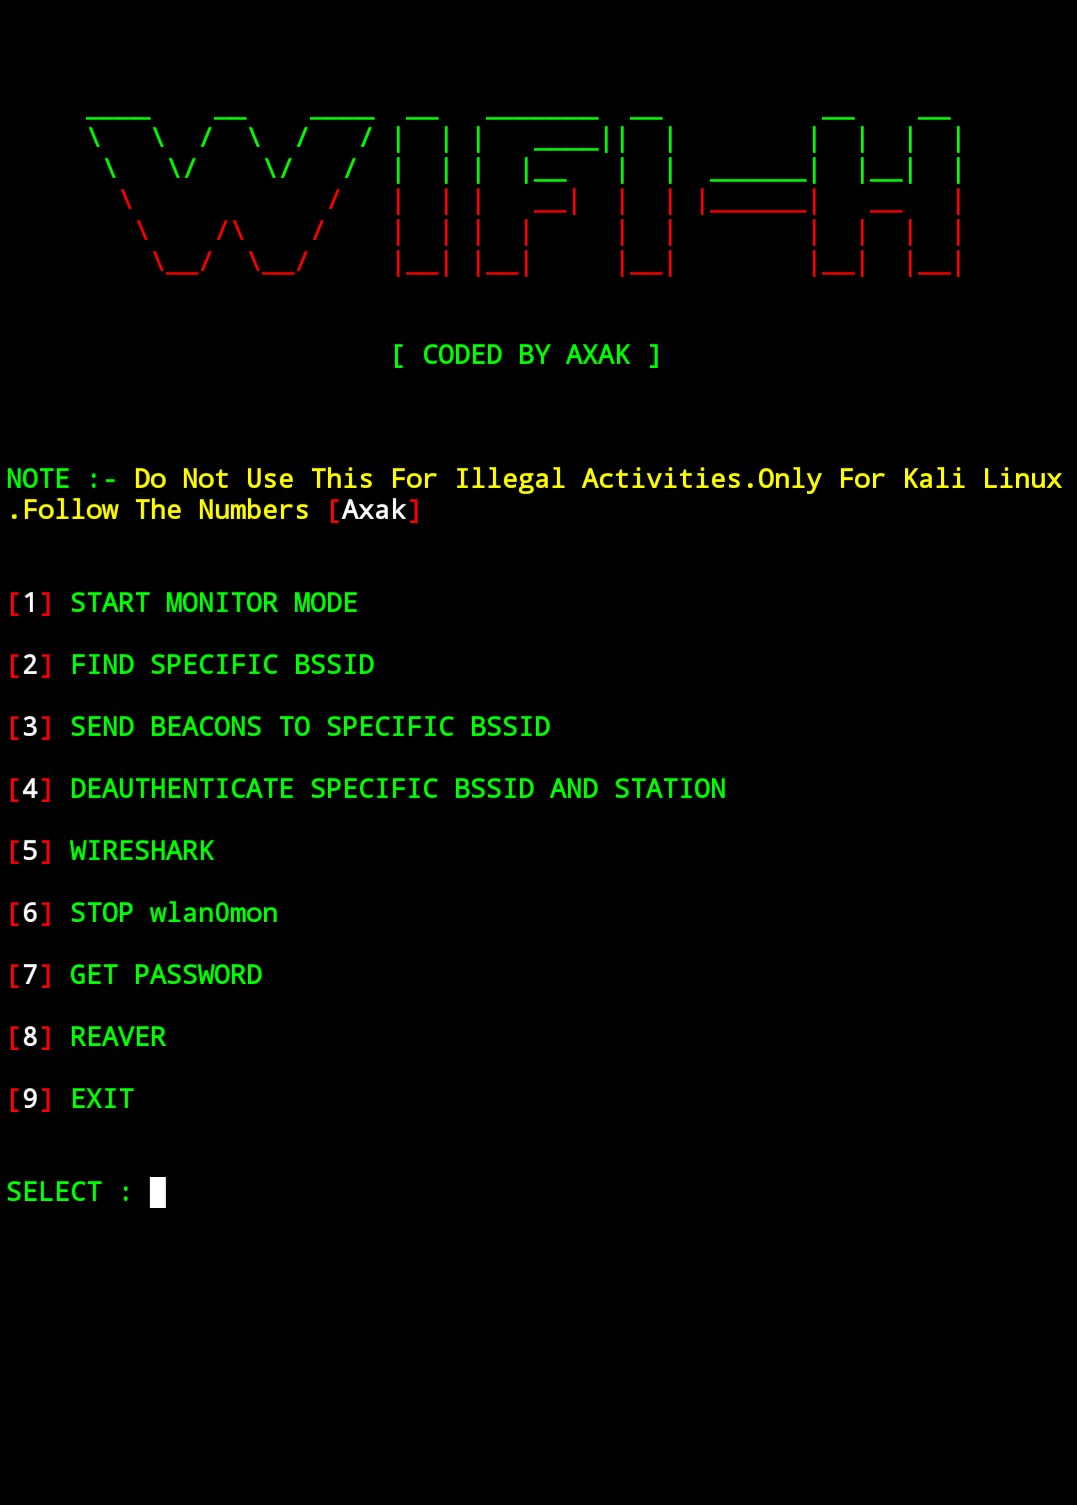 WIFI-H
[ CODED BY AXAK ]
NOTE :- Do Not Use This For Illegal Activities.Only For Kali Linux
.Follow The Numbers [Axak]
[1] START MONITOR MODE
[2] FIND SPECIFIC BSSID
[3] SEND BEACONS TO SPECIFIC BSSID
[4] DEAUTHENTICATE SPECIFIC BSSID AND STATION
[5] WIRESHARK
[6] STOP wlan0mon
[7] GET PASSWORD
[8] REAVER
[9] EXIT
SELECT :